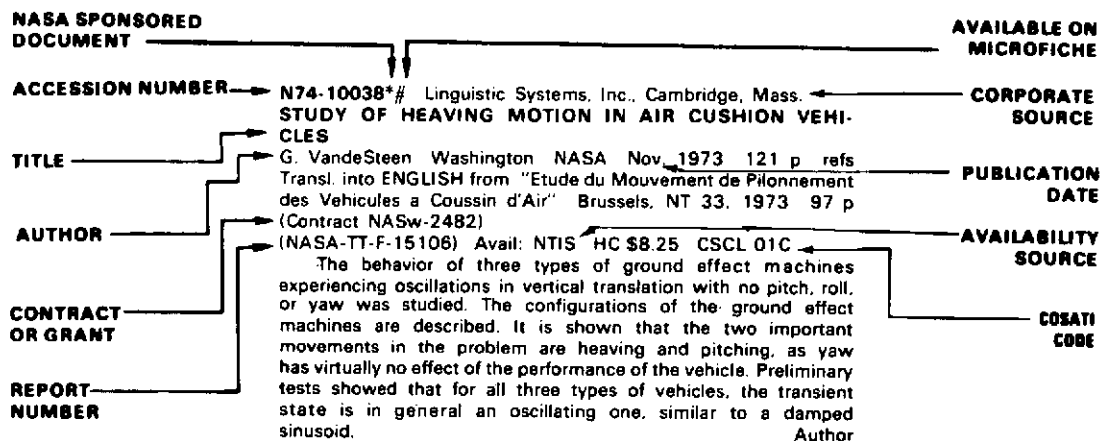 NASA SPONSORED
DOCUMENT
AVAILABLE ON
MICROFICHE
ACCESSION NUMBER
N74-10038*# Linguistic Systems, Inc., Cambridge, Mass.
CORPORATE
SOURCE
STUDY OF HEAVING MOTION IN AIR CUSHION VEHI-
CLES
TITLE
G. VandeSteen Washington NASA Nov. 1973 121 p refs
Transl. into ENGLISH from "Etude du Mouvement de Pilonnement
des Vehicules a Coussin d'Air" Brussels, NT 33, 1973 97 p
PUBLICATION
DATE
AUTHOR
(Contract NASw-2482)
(NASA-TT-F-15106) Avail: NTIS HC $8.25 CSCL 01C
AVAILABILITY
SOURCE
The behavior of three types of ground effect machines
experiencing oscillations in vertical translation with no pitch, roll,
or yaw was studied. The configurations of the ground effect
machines are described. It is shown that the two important
movements in the problem are heaving and pitching, as yaw
has virtually no effect of the performance of the vehicle. Preliminary
tests showed that for all three types of vehicles, the transient
state is in general an oscillating one, similar to a damped
sinusoid.
Author
CONTRACT
OR GRANT
COSATI
CODE
REPORT
NUMBER